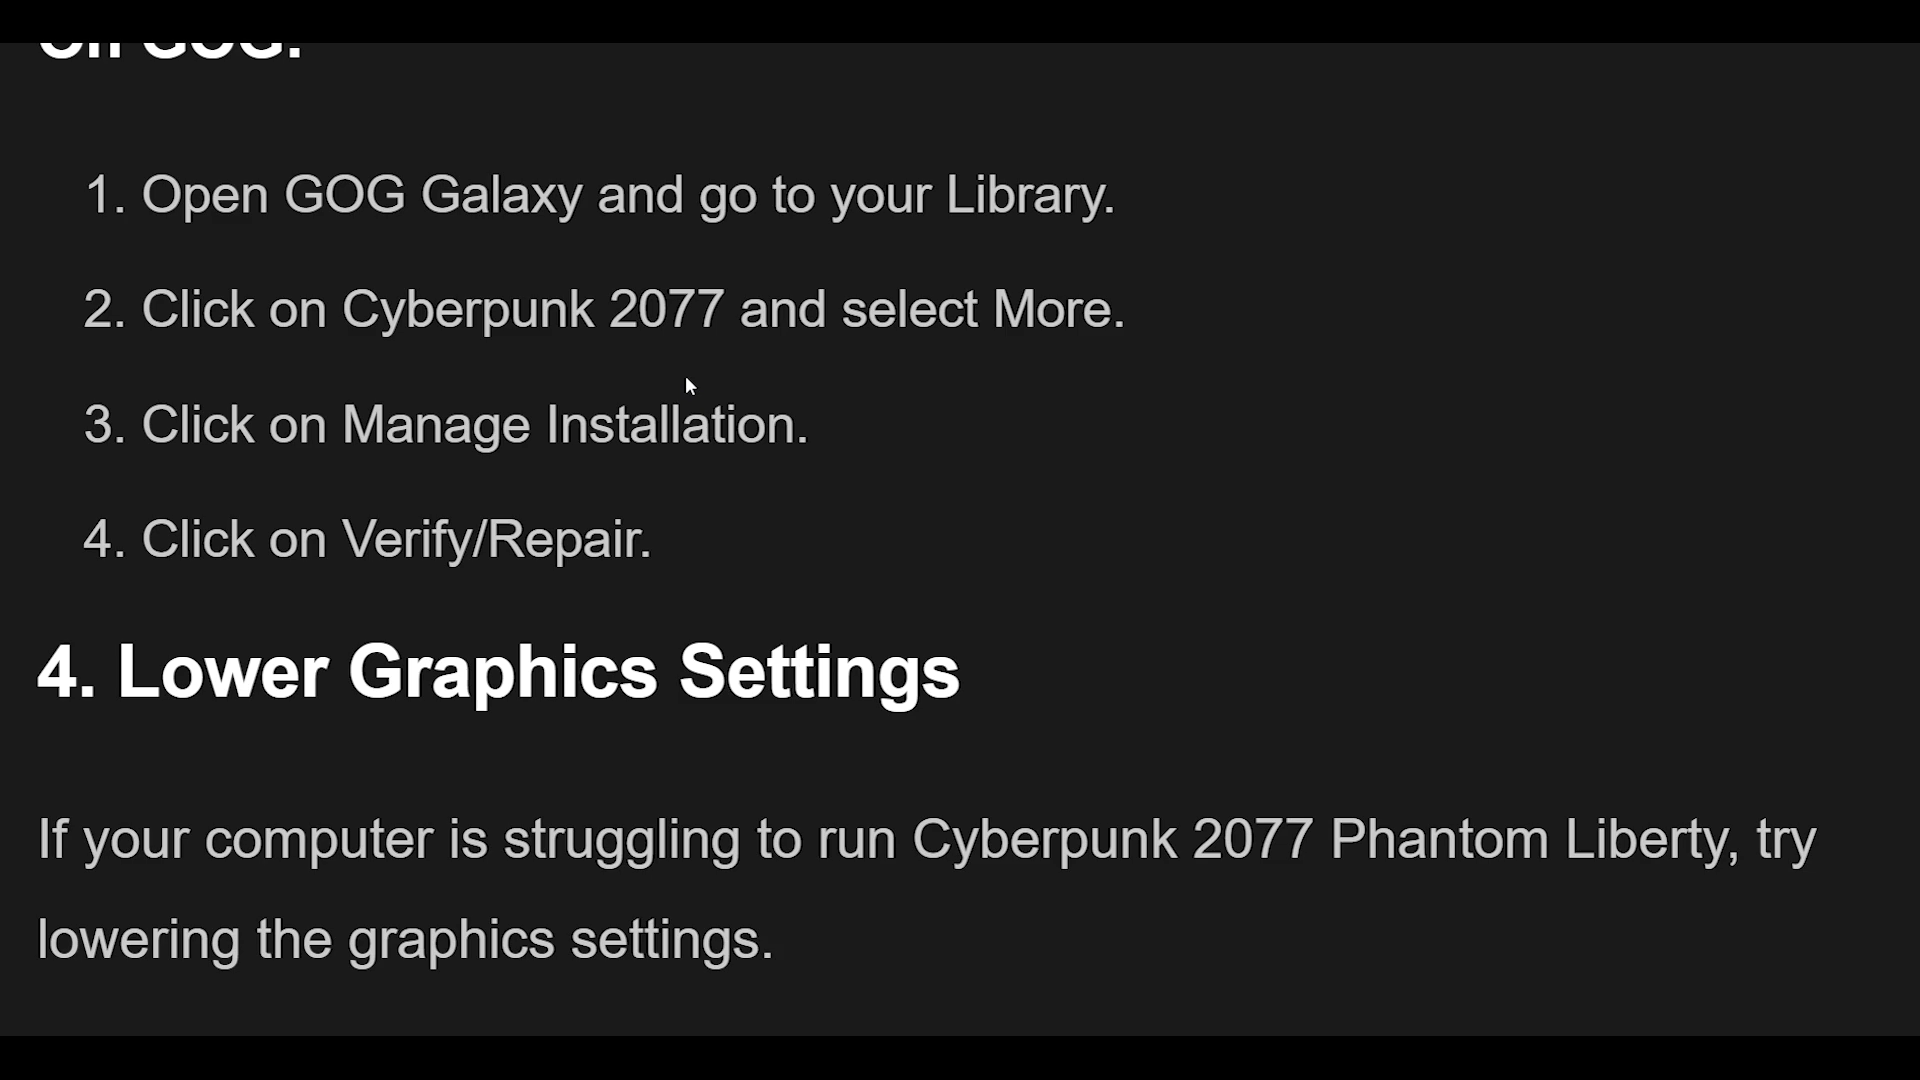 On GOG:
1. Open GOG Galaxy and go to your Library.
2. Click on Cyberpunk 2077 and select More.
3. Click on Manage Installation.
4. Click on Verify/Repair.
4. Lower Graphics Settings
If your computer is struggling to run Cyberpunk 2077 Phantom Liberty, try
lowering the graphics settings.